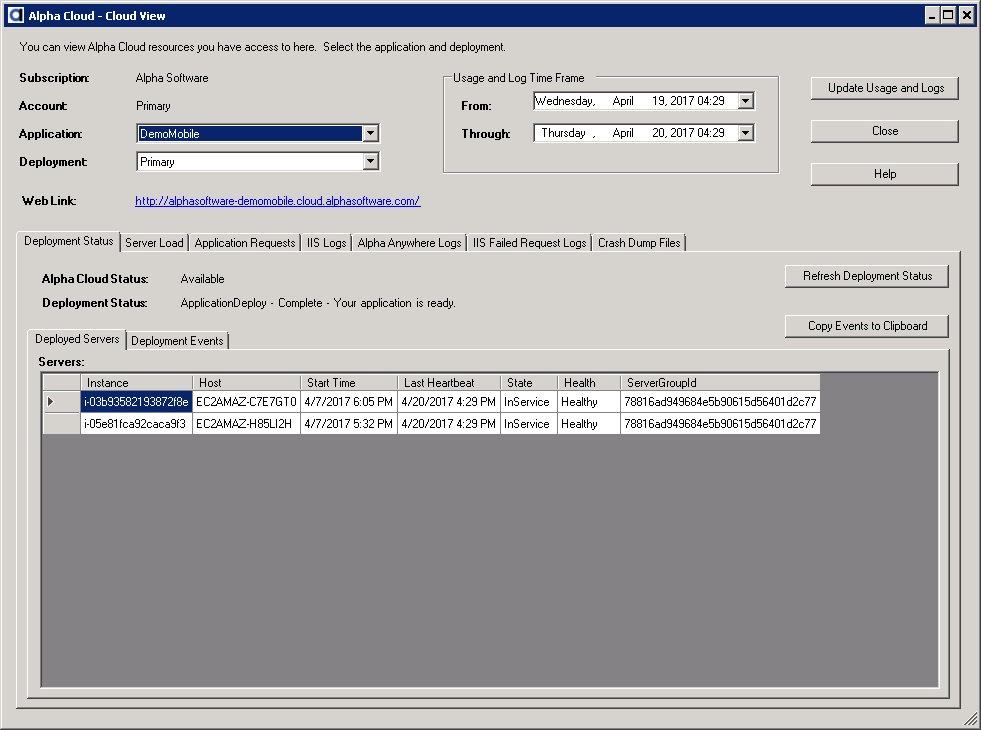 Alpha Cloud - Cloud View
You can view Alpha Cloud resources you have access to here. Select the application and deployment.
Subscription: Alpha Software
Account: Primary
Application: DemoMobile
Deployment: Primary
Web Link: http://alphasoftware-demomobile.cloud.alphasoftware.com/
Usage and Log Time Frame
From: Wednesday, April 19, 2017 04:29
Through: Thursday , April 20, 2017 04:29
Update Usage and Logs
Close
Help
Deployment Status Server Load Application Requests IIS Logs Alpha Anywhere Logs IIS Failed Request Logs Crash Dump Files
Alpha Cloud Status: Available
Deployment Status: ApplicationDeploy - Complete - Your application is ready.
Refresh Deployment Status
Copy Events to Clipboard
Deployed Servers Deployment Events
Servers:
Instance Host Start Time Last Heartbeat State Health ServerGroupId
i-03b93582193872f8e EC2AMAZ-C7E7GT0 4/7/2017 6:05 PM 4/20/2017 4:29 PM InService Healthy 78816ad949684e5b90615d56401d2c77
i-05e81fca92caca9f3 EC2AMAZ-H85LI2H 4/7/2017 5:32 PM 4/20/2017 4:29 PM InService Healthy 78816ad949684e5b90615d56401d2c77